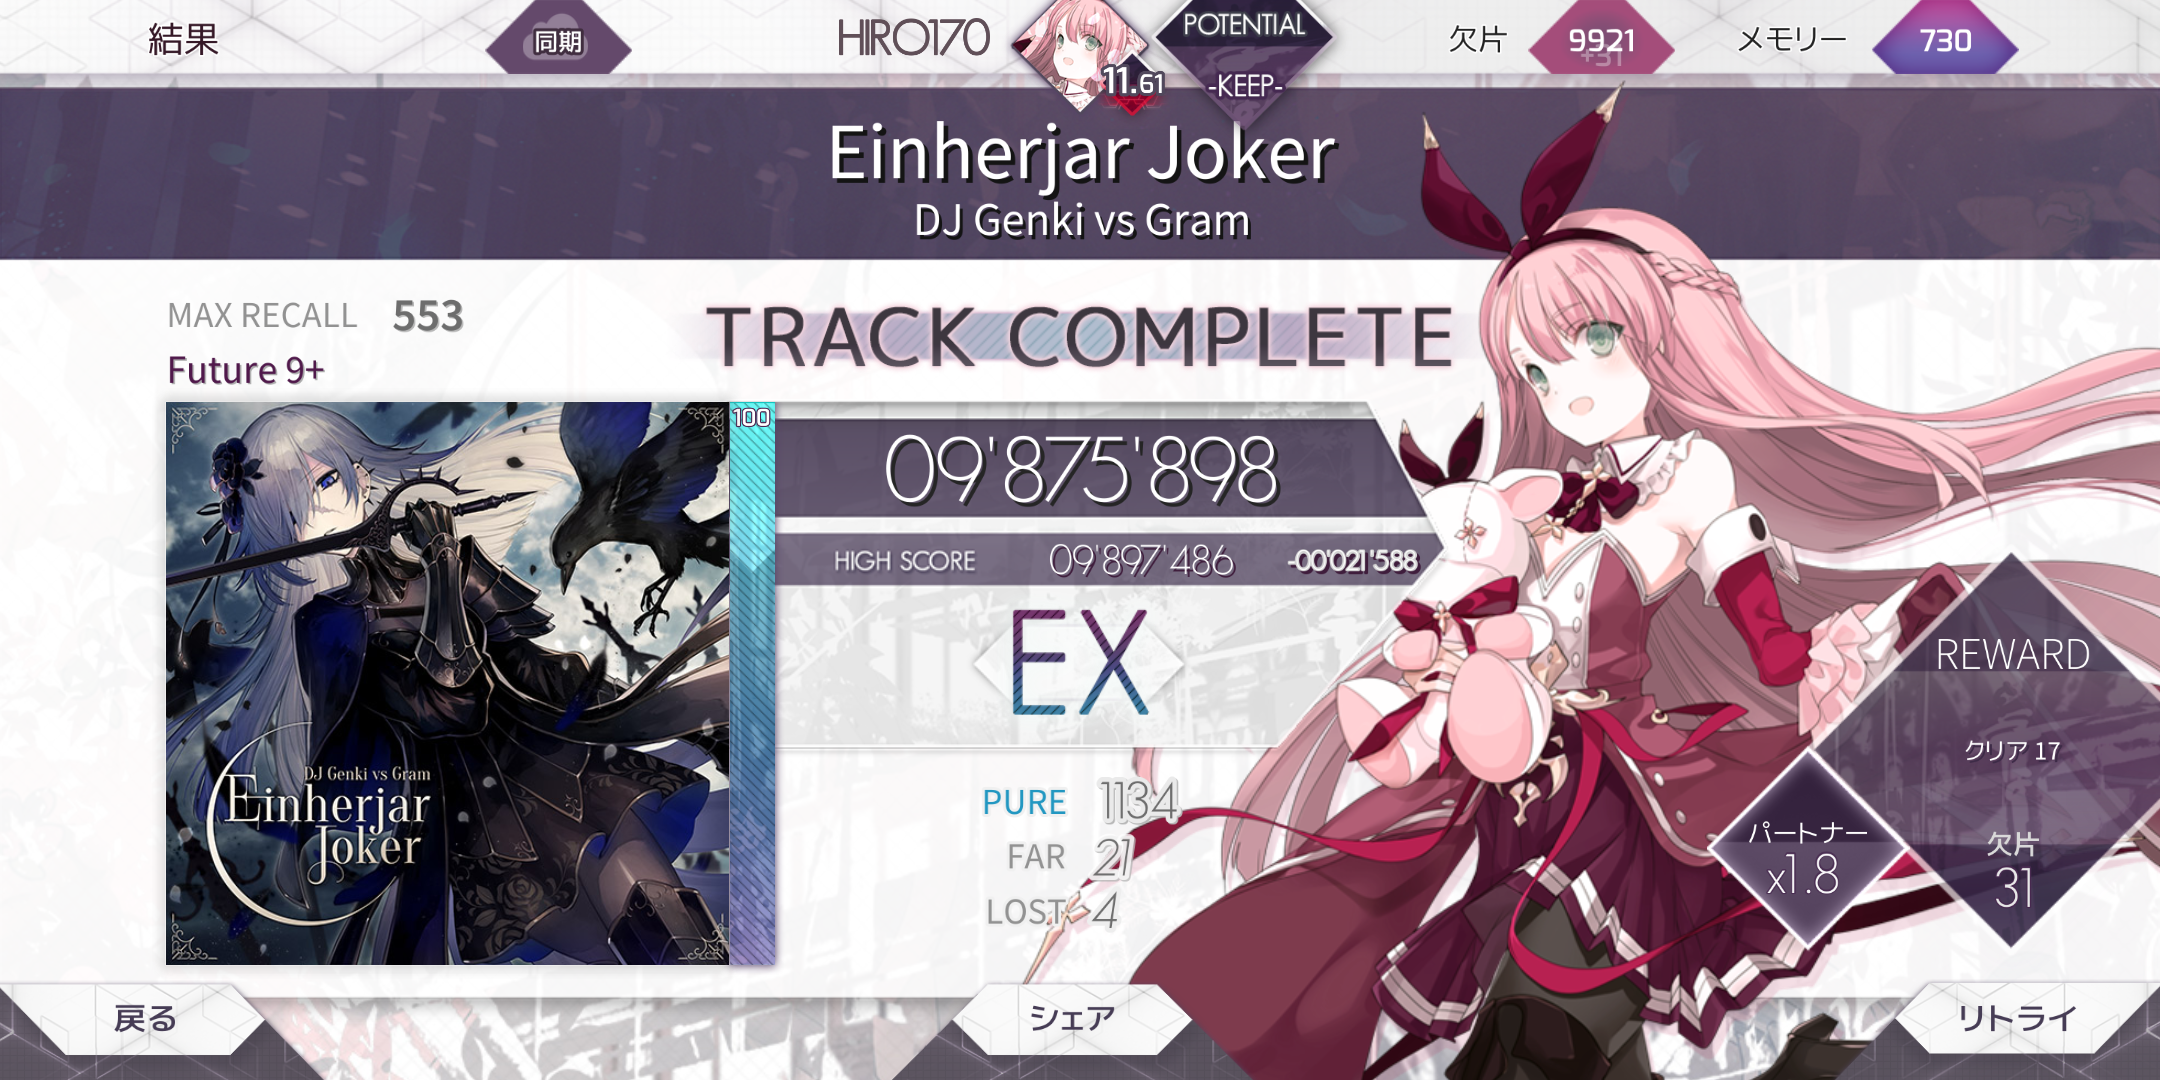 結果
同期
HIRO170
11.61
POTENTIAL
-KEEP-
欠片
9921
+31
メモリー
730
Einherjar Joker
DJ Genki vs Gram
MAX RECALL 553
Future 9+
TRACK COMPLETE
100
09'875'898
HIGH SCORE 09'897'486 -00'021'588
EX
DJ Genki vs Gram
Einherjar
Joker
PURE 1134
FAR 21
LOST 4
REWARD
クリア 17
パートナー
x1.8
欠片
31
戻る
シェア
リトライ